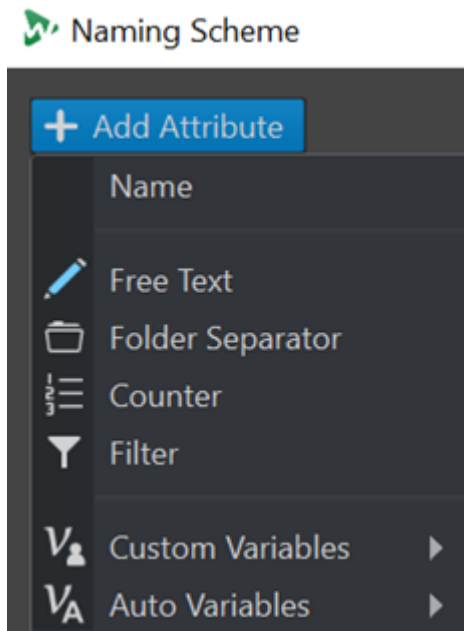 Naming Scheme
Add Attribute
Name
Free Text
Folder Separator
Counter
Filter
Custom Variables
Auto Variables